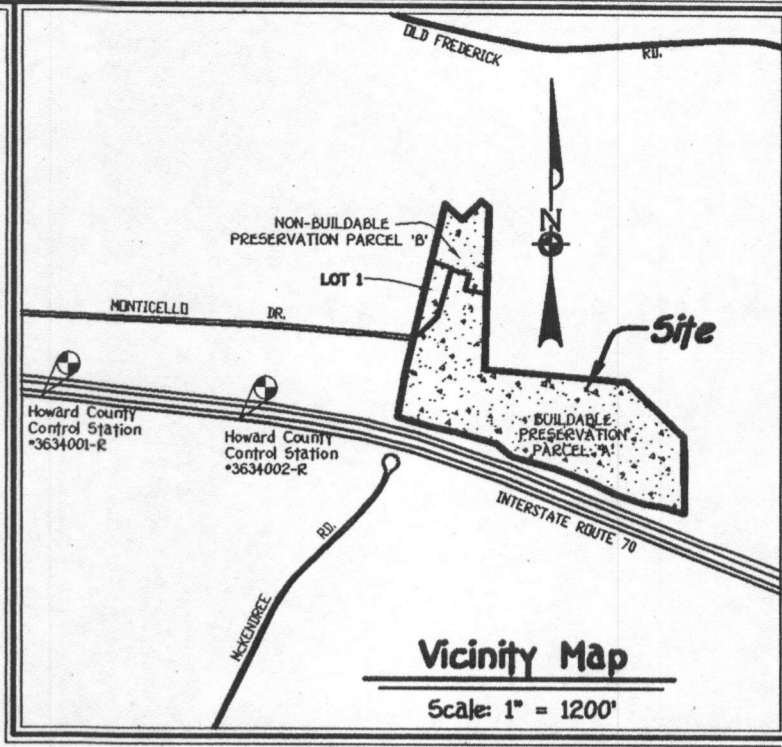 OLD FREDERICK RD.
NON-BUILDABLE
PRESERVATION PARCEL 'B'
N
LOT 1
MONTICELLO DR.
Site
Howard County
Control Station
*3634001-R
Howard County
Control Station
*3634002-R
BUILDABLE
PRESERVATION
PARCEL 'A'
INTERSTATE ROUTE 70
McKENDREE RD.
Vicinity Map
Scale: 1" = 1200'